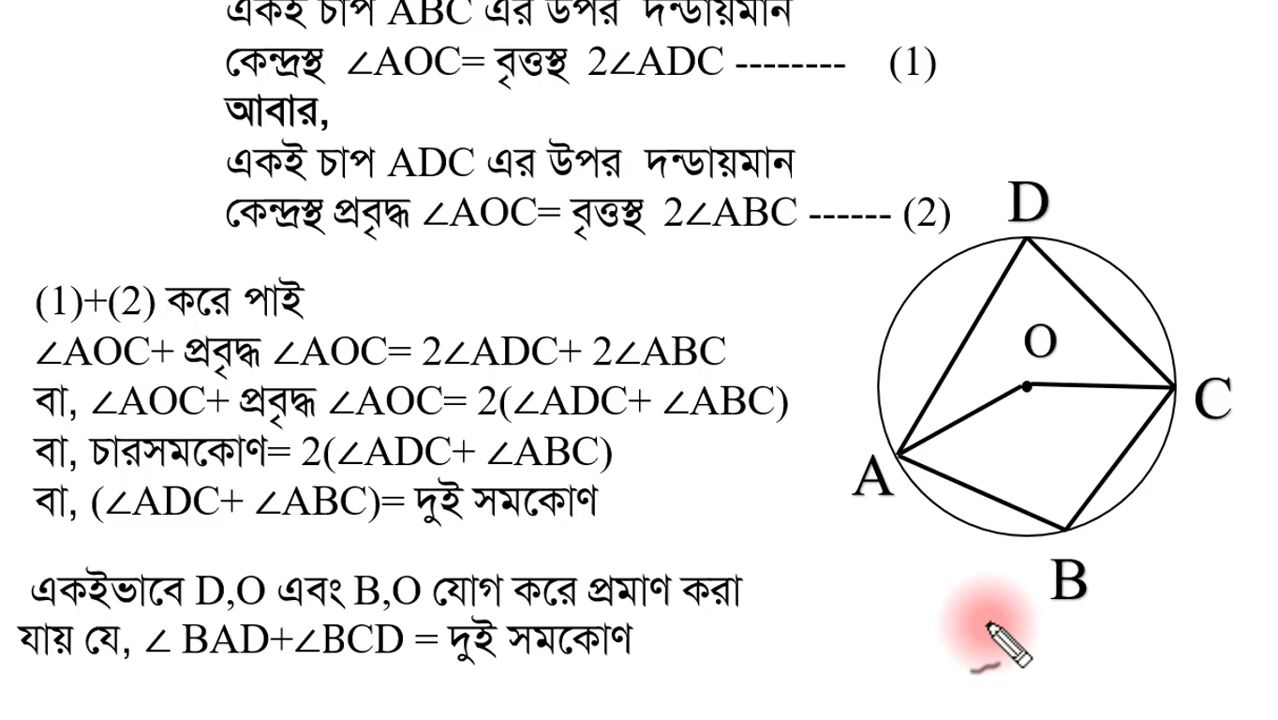 একই চাপ ABC এর উপর দন্ডায়মান
কেন্দ্রস্থ ∠AOC= বৃত্তস্থ 2∠ADC -------- (1)
আবার,
একই চাপ ADC এর উপর দন্ডায়মান
কেন্দ্রস্থ প্রবৃদ্ধ ∠AOC= বৃত্তস্থ 2∠ABC ------ (2)
(1)+(2) করে পাই
∠AOC+ প্রবৃদ্ধ ∠AOC= 2∠ADC+ 2∠ABC
বা, ∠AOC+ প্রবৃদ্ধ ∠AOC= 2(∠ADC+ ∠ABC)
বা, চারসমকোণ= 2(∠ADC+ ∠ABC)
বা, (∠ADC+ ∠ABC)= দুই সমকোণ
একইভাবে D,O এবং B,O যোগ করে প্রমাণ করা
যায় যে, ∠ BAD+∠BCD = দুই সমকোণ
D
O
C
A
B